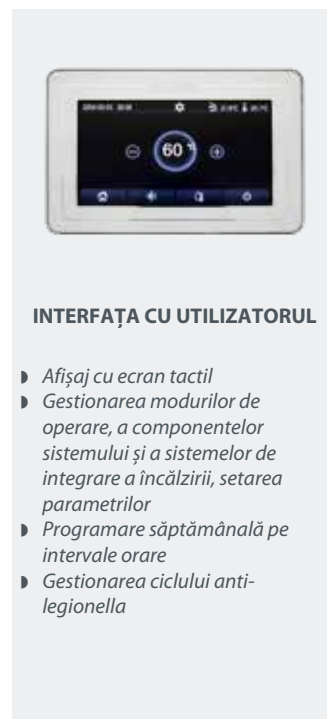 60 °
INTERFAȚA CU UTILIZATORUL
◗ Afișaj cu ecran tactil
◗ Gestionarea modurilor de
operare, a componentelor
sistemului și a sistemelor de
integrare a încălzirii, setarea
parametrilor
◗ Programare săptămânală pe
intervale orare
◗ Gestionarea ciclului anti-
legionella